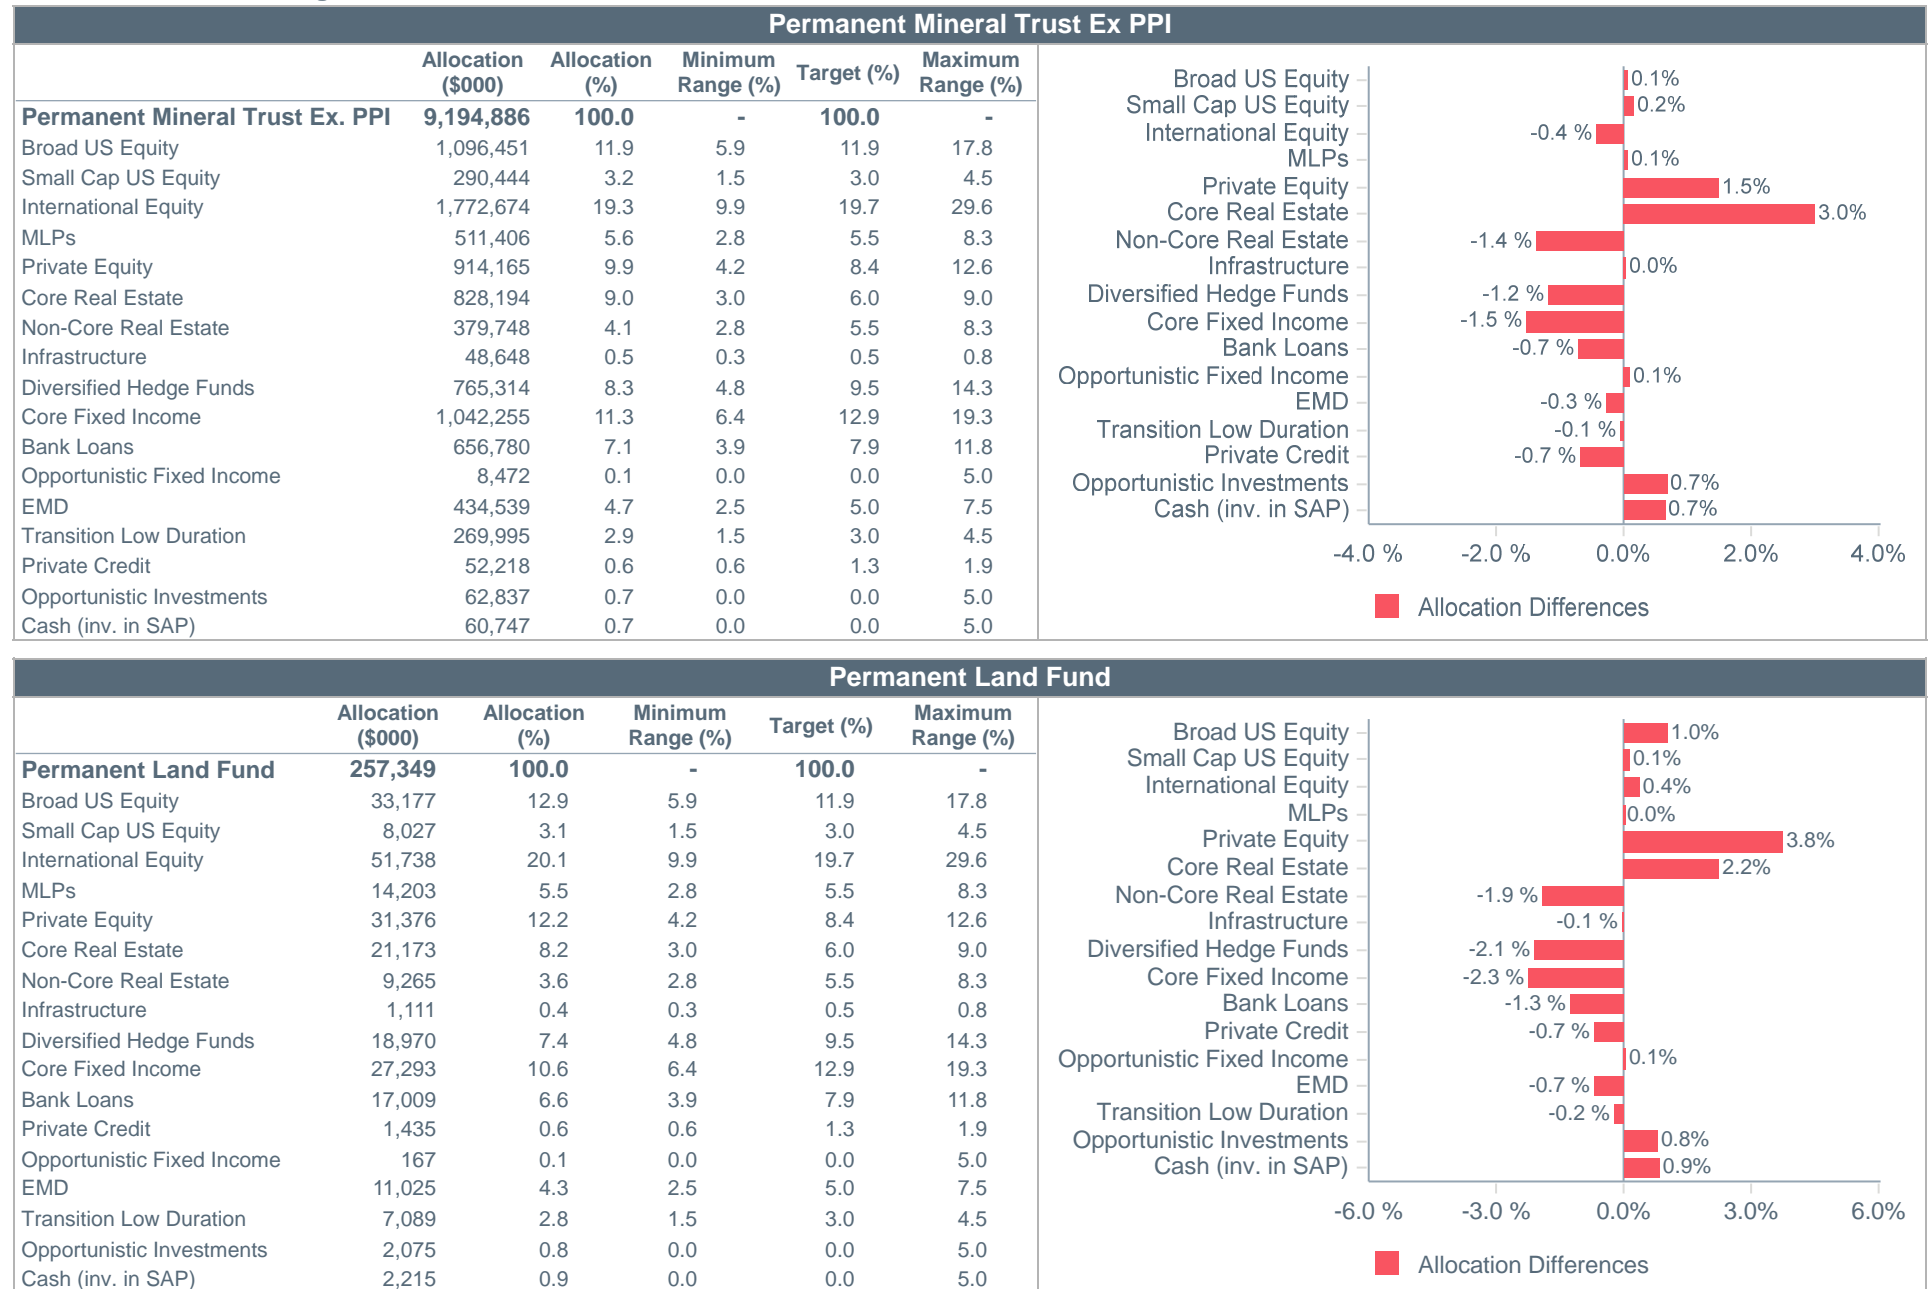 Permanent Mineral Trust Ex PPI
Allocation ($000) Allocation (%) Minimum Range (%) Target (%) Maximum Range (%)
Permanent Mineral Trust Ex. PPI 9,194,886 100.0 - 100.0 -
Broad US Equity 1,096,451 11.9 5.9 11.9 17.8
Small Cap US Equity 290,444 3.2 1.5 3.0 4.5
International Equity 1,772,674 19.3 9.9 19.7 29.6
MLPs 511,406 5.6 2.8 5.5 8.3
Private Equity 914,165 9.9 4.2 8.4 12.6
Core Real Estate 828,194 9.0 3.0 6.0 9.0
Non-Core Real Estate 379,748 4.1 2.8 5.5 8.3
Infrastructure 48,648 0.5 0.3 0.5 0.8
Diversified Hedge Funds 765,314 8.3 4.8 9.5 14.3
Core Fixed Income 1,042,255 11.3 6.4 12.9 19.3
Bank Loans 656,780 7.1 3.9 7.9 11.8
Opportunistic Fixed Income 8,472 0.1 0.0 0.0 5.0
EMD 434,539 4.7 2.5 5.0 7.5
Transition Low Duration 269,995 2.9 1.5 3.0 4.5
Private Credit 52,218 0.6 0.6 1.3 1.9
Opportunistic Investments 62,837 0.7 0.0 0.0 5.0
Cash (inv. in SAP) 60,747 0.7 0.0 0.0 5.0
Broad US Equity 0.1%
Small Cap US Equity 0.2%
International Equity -0.4 %
MLPs 0.1%
Private Equity 1.5%
Core Real Estate 3.0%
Non-Core Real Estate -1.4 %
Infrastructure 0.0%
Diversified Hedge Funds -1.2 %
Core Fixed Income -1.5 %
Bank Loans -0.7 %
Opportunistic Fixed Income 0.1%
EMD -0.3 %
Transition Low Duration -0.1 %
Private Credit -0.7 %
Opportunistic Investments 0.7%
Cash (inv. in SAP) 0.7%
-4.0 % -2.0 % 0.0% 2.0% 4.0%
Allocation Differences
Permanent Land Fund
Allocation ($000) Allocation (%) Minimum Range (%) Target (%) Maximum Range (%)
Permanent Land Fund 257,349 100.0 - 100.0 -
Broad US Equity 33,177 12.9 5.9 11.9 17.8
Small Cap US Equity 8,027 3.1 1.5 3.0 4.5
International Equity 51,738 20.1 9.9 19.7 29.6
MLPs 14,203 5.5 2.8 5.5 8.3
Private Equity 31,376 12.2 4.2 8.4 12.6
Core Real Estate 21,173 8.2 3.0 6.0 9.0
Non-Core Real Estate 9,265 3.6 2.8 5.5 8.3
Infrastructure 1,111 0.4 0.3 0.5 0.8
Diversified Hedge Funds 18,970 7.4 4.8 9.5 14.3
Core Fixed Income 27,293 10.6 6.4 12.9 19.3
Bank Loans 17,009 6.6 3.9 7.9 11.8
Private Credit 1,435 0.6 0.6 1.3 1.9
Opportunistic Fixed Income 167 0.1 0.0 0.0 5.0
EMD 11,025 4.3 2.5 5.0 7.5
Transition Low Duration 7,089 2.8 1.5 3.0 4.5
Opportunistic Investments 2,075 0.8 0.0 0.0 5.0
Cash (inv. in SAP) 2,215 0.9 0.0 0.0 5.0
Broad US Equity 1.0%
Small Cap US Equity 0.1%
International Equity 0.4%
MLPs 0.0%
Private Equity 3.8%
Core Real Estate 2.2%
Non-Core Real Estate -1.9 %
Infrastructure -0.1 %
Diversified Hedge Funds -2.1 %
Core Fixed Income -2.3 %
Bank Loans -1.3 %
Private Credit -0.7 %
Opportunistic Fixed Income 0.1%
EMD -0.7 %
Transition Low Duration -0.2 %
Opportunistic Investments 0.8%
Cash (inv. in SAP) 0.9%
-6.0 % -3.0 % 0.0% 3.0% 6.0%
Allocation Differences